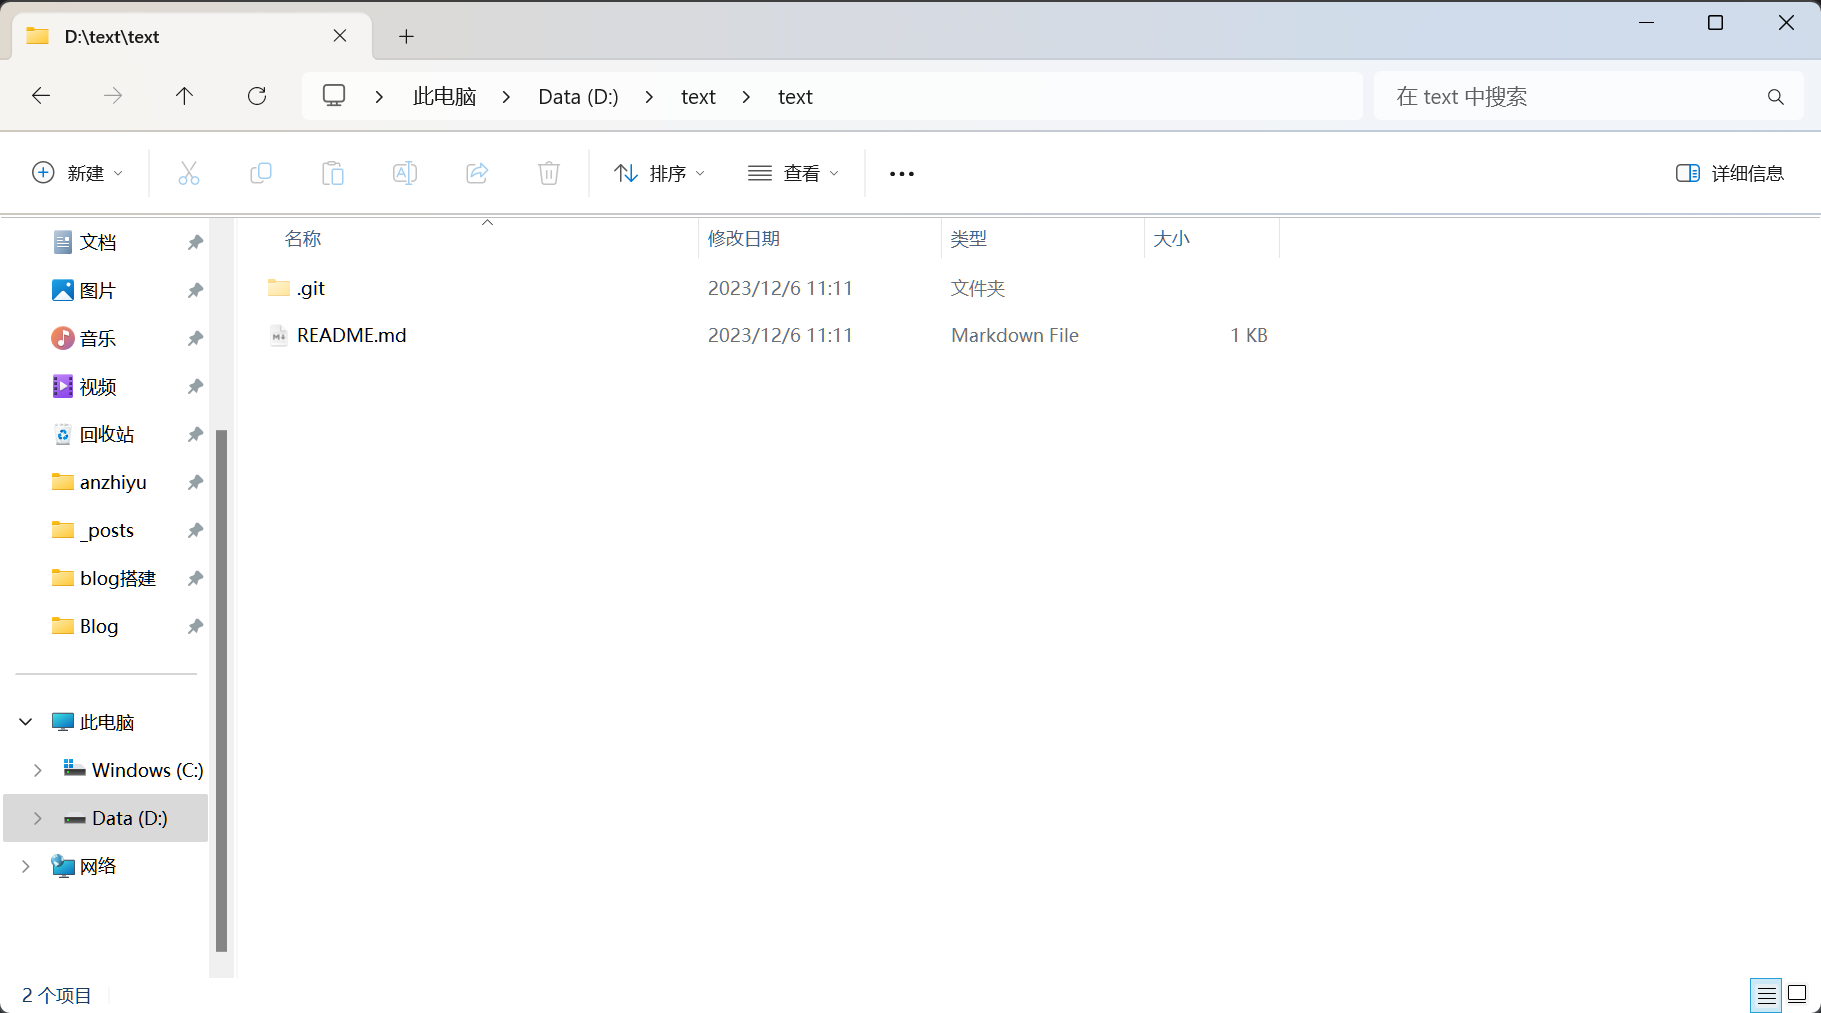 D:\text\text
此电脑 Data (D:) text text
在 text 中搜索
新建 排序 查看 详细信息
名称 修改日期 类型 大小
.git 2023/12/6 11:11 文件夹
README.md 2023/12/6 11:11 Markdown File 1 KB
文档
图片
音乐
视频
回收站
anzhiyu
_posts
blog搭建
Blog
此电脑
Windows (C:)
Data (D:)
网络
2 个项目